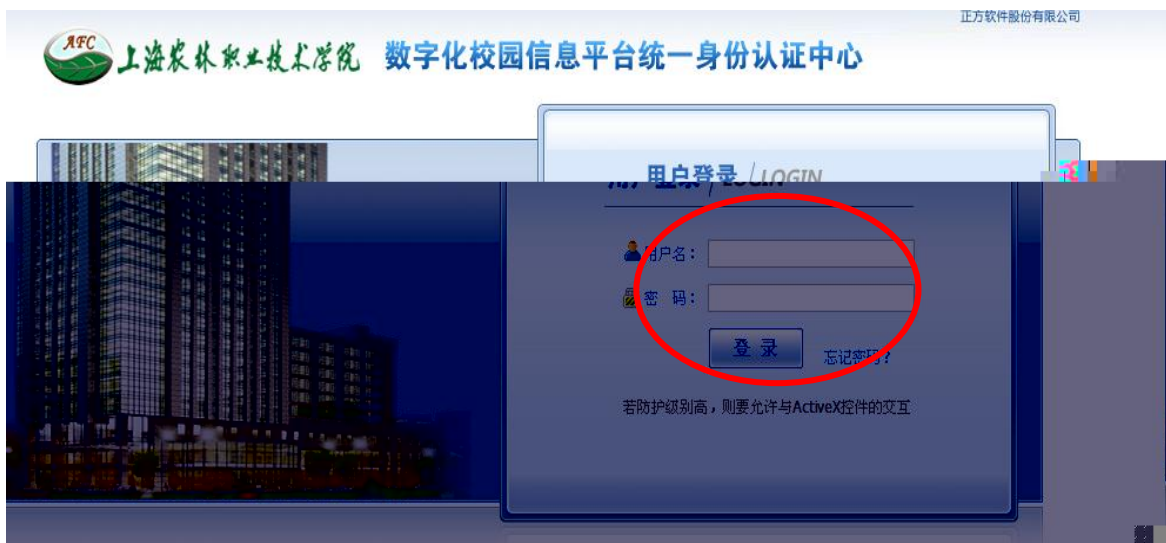 正方软件股份有限公司
AFC
上海农林职业技术学院 数字化校园信息平台统一身份认证中心
用户登录 LOGIN
用户名：
密 码：
登 录
忘记密码？
若防护级别高，则要允许与ActiveX控件的交互